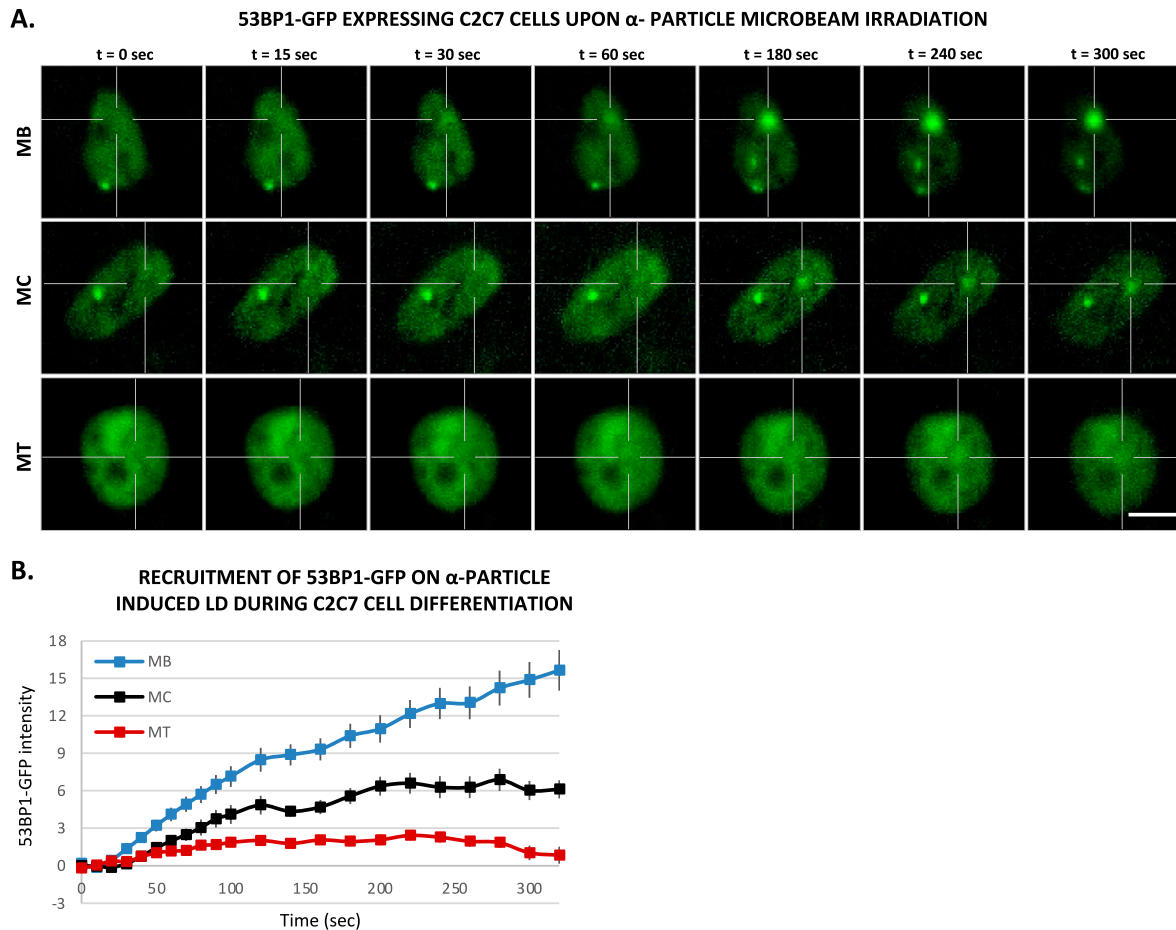 A.
53BP1-GFP EXPRESSING C2C7 CELLS UPON α- PARTICLE MICROBEAM IRRADIATION
t = 0 sec t = 15 sec t = 30 sec t = 60 sec t = 180 sec t = 240 sec t = 300 sec
MB
MC
MT
B.
RECRUITMENT OF 53BP1-GFP ON α-PARTICLE
INDUCED LD DURING C2C7 CELL DIFFERENTIATION
53BP1-GFP intensity
18
15
12
9
6
3
0
-3
MB
MC
MT
0 50 100 150 200 250 300
Time (sec)